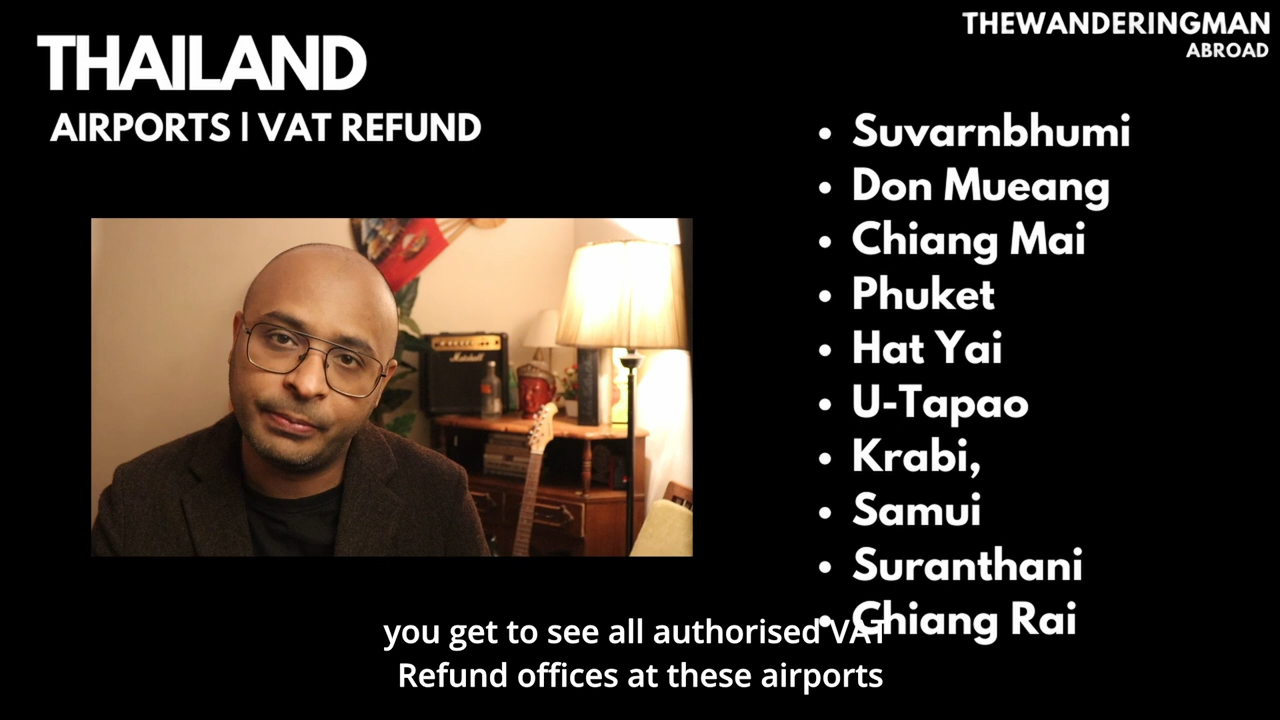 THAILAND
AIRPORTS | VAT REFUND
THEWANDERINGMAN
ABROAD
• Suvarnbhumi
• Don Mueang
• Chiang Mai
• Phuket
• Hat Yai
• U-Tapao
• Krabi,
• Samui
• Suranthani
• Chiang Rai
Marshall
you get to see all authorised VAT
Refund offices at these airports